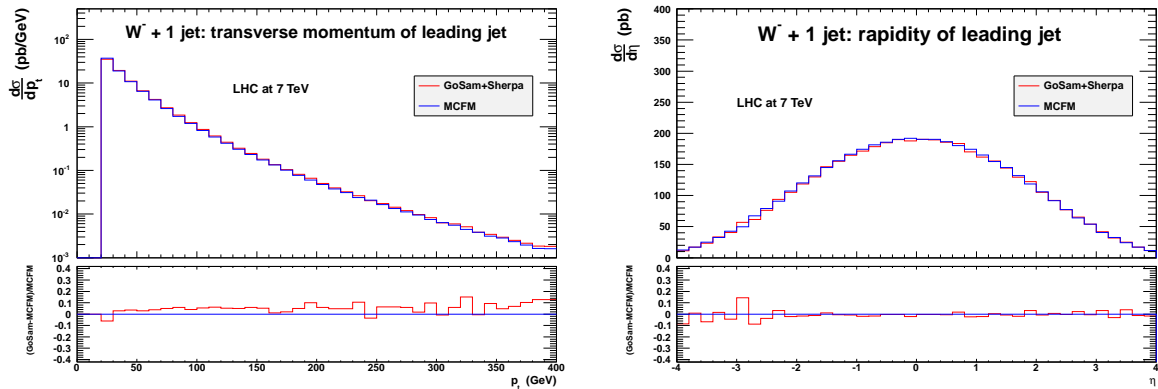 W⁻ + 1 jet: transverse momentum of leading jet
dσ/dpₜ (pb/GeV)
10²
10
1
10⁻¹
10⁻²
10⁻³
LHC at 7 TeV
GoSam+Sherpa
MCFM
(GoSam-MCFM)/MCFM
0.4
0.3
0.2
0.1
0
-0.1
-0.2
-0.3
-0.4
0 50 100 150 200 250 300 350 400
pₜ (GeV)
W⁻ + 1 jet: rapidity of leading jet
dσ/dη (pb)
400
350
300
250
200
150
100
50
0
LHC at 7 TeV
GoSam+Sherpa
MCFM
(GoSam-MCFM)/MCFM
0.4
0.3
0.2
0.1
0
-0.1
-0.2
-0.3
-0.4
-4 -3 -2 -1 0 1 2 3 4
η